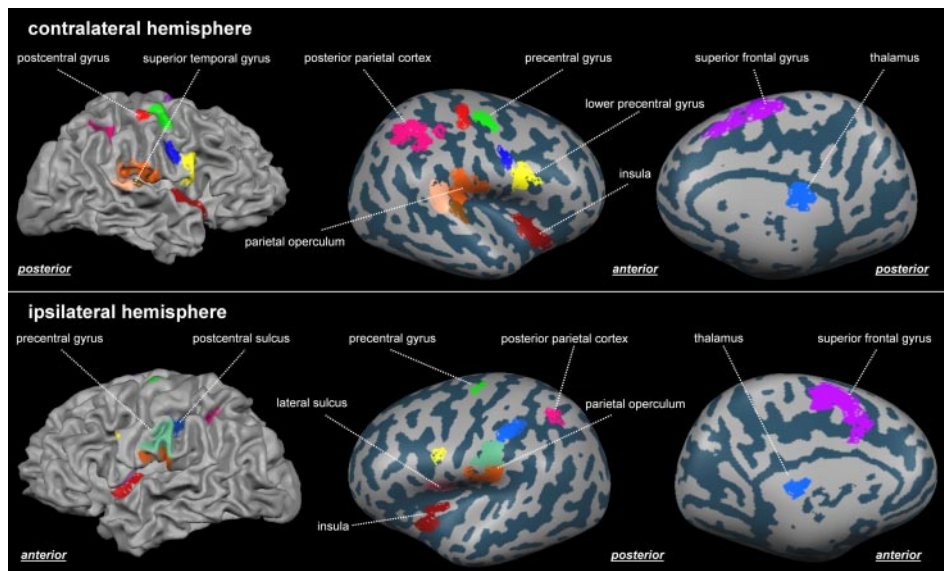 contralateral hemisphere
postcentral gyrus
superior temporal gyrus
posterior parietal cortex
precentral gyrus
superior frontal gyrus
thalamus
lower precentral gyrus
insula
parietal operculum
posterior
anterior
posterior
ipsilateral hemisphere
precentral gyrus
postcentral sulcus
precentral gyrus
posterior parietal cortex
thalamus
superior frontal gyrus
lateral sulcus
parietal operculum
insula
anterior
posterior
anterior